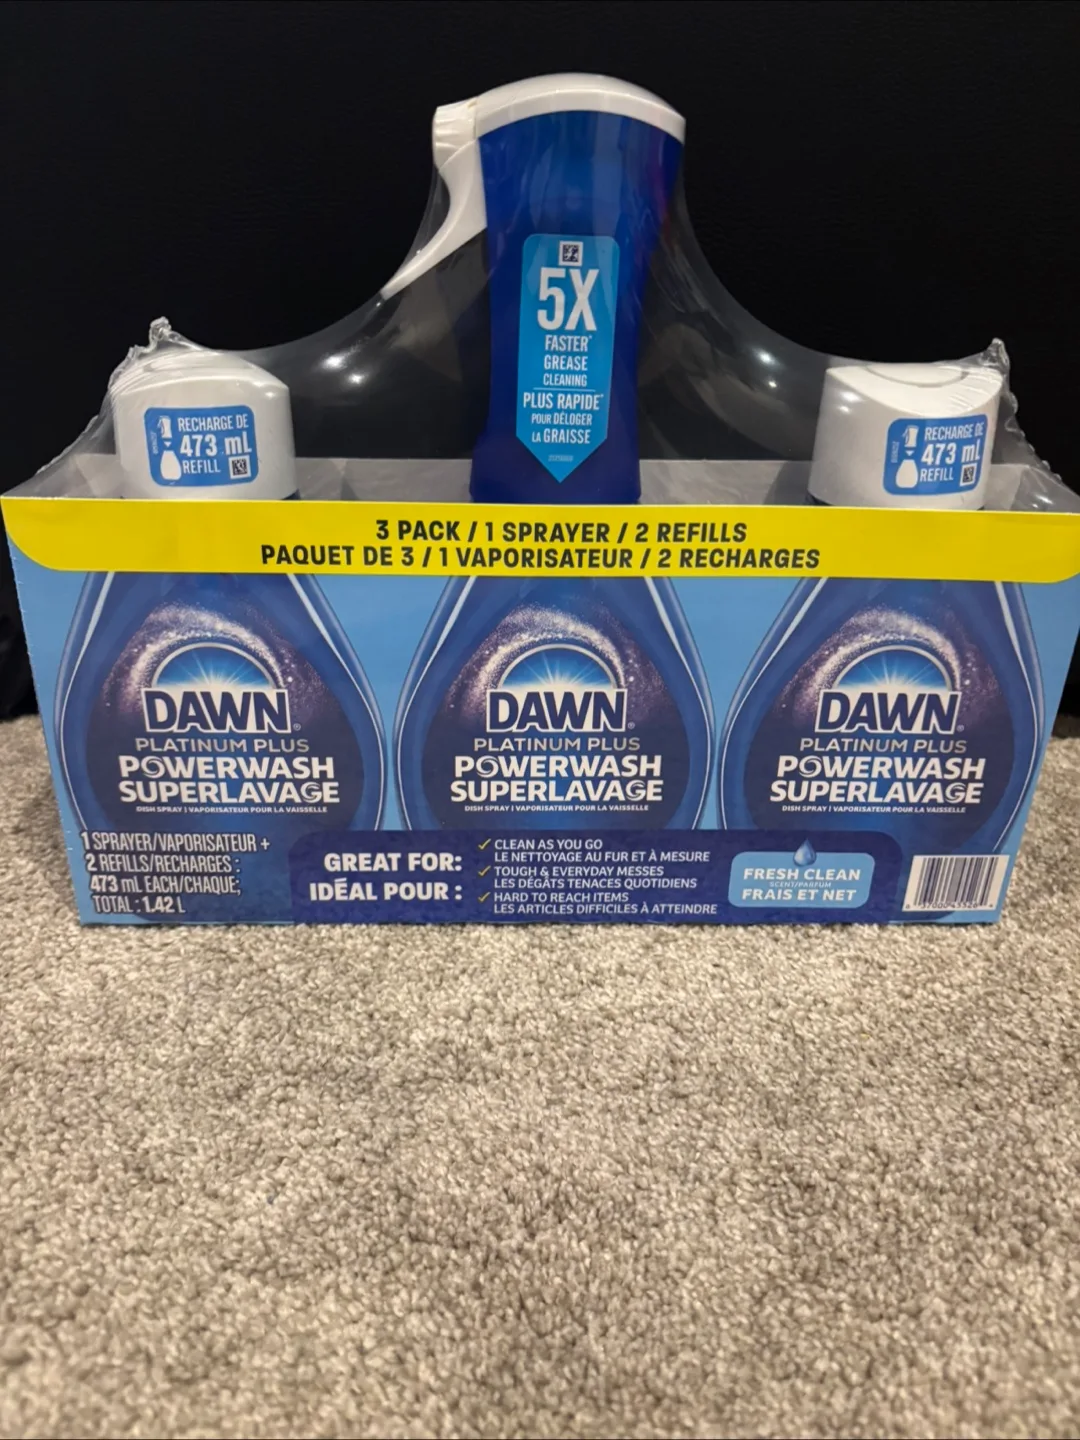 5X
FASTER*
GREASE
CLEANING
PLUS RAPIDE*
POUR DÉLOGER
LA GRAISSE
RECHARGE DE
473 mL
REFILL
RECHARGE DE
473 mL
REFILL
3 PACK / 1 SPRAYER / 2 REFILLS
PAQUET DE 3 / 1 VAPORISATEUR / 2 RECHARGES
DAWN®
PLATINUM PLUS
POWERWASH
SUPERLAVAGE
DISH SPRAY | VAPORISATEUR POUR LA VAISSELLE
DAWN®
PLATINUM PLUS
POWERWASH
SUPERLAVAGE
DISH SPRAY | VAPORISATEUR POUR LA VAISSELLE
DAWN®
PLATINUM PLUS
POWERWASH
SUPERLAVAGE
DISH SPRAY | VAPORISATEUR POUR LA VAISSELLE
1 SPRAYER/VAPORISATEUR +
2 REFILLS/RECHARGES :
473 mL EACH/CHAQUE;
TOTAL : 1.42 L
GREAT FOR:
IDÉAL POUR :
✓ CLEAN AS YOU GO
LE NETTOYAGE AU FUR ET À MESURE
✓ TOUGH & EVERYDAY MESSES
LES DÉGÂTS TENACES QUOTIDIENS
✓ HARD TO REACH ITEMS
LES ARTICLES DIFFICILES À ATTEINDRE
FRESH CLEAN
SCENT/PARFUM
FRAIS ET NET